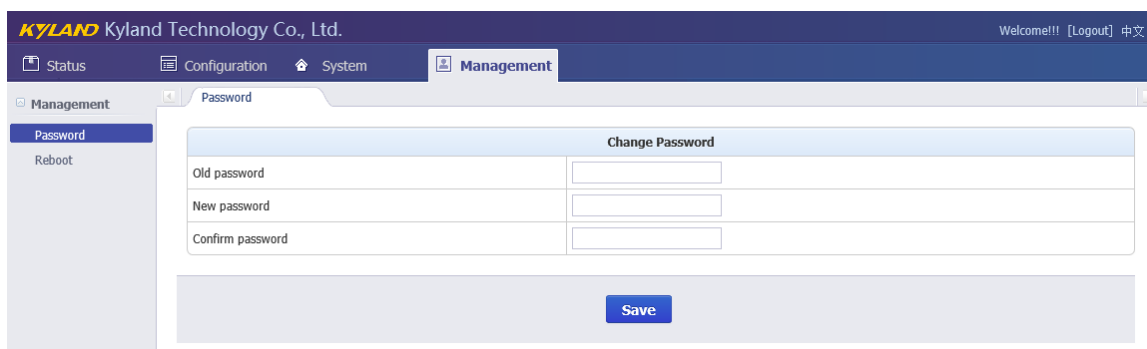 KYLAND Kyland Technology Co., Ltd.
Welcome!!! [Logout] 中文
Status Configuration System Management
Management
Password
Reboot
Password
Change Password
Old password
New password
Confirm password
Save